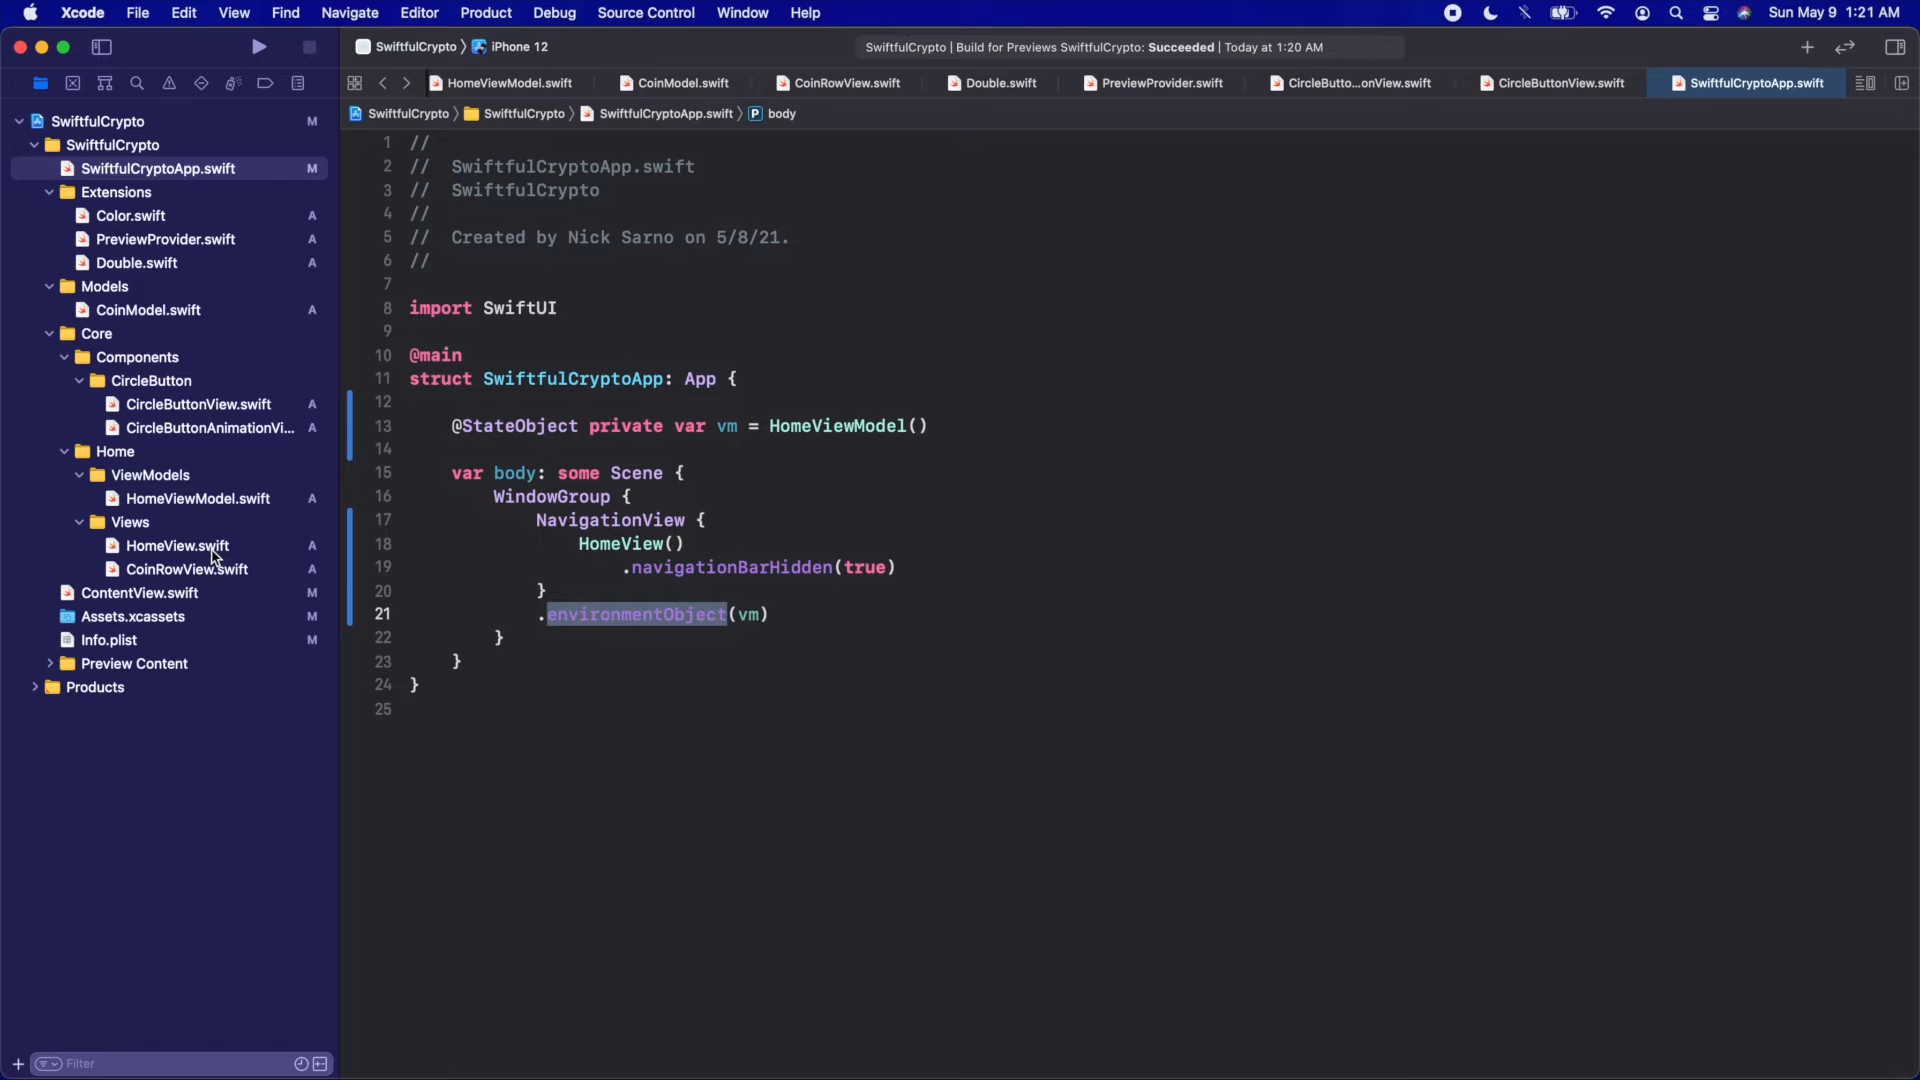 Xcode File Edit View Find Navigate Editor Product Debug Source Control Window Help Sun May 9 1:21 AM
SwiftfulCrypto iPhone 12 SwiftfulCrypto | Build for Previews SwiftfulCrypto: Succeeded | Today at 1:20 AM
HomeViewModel.swift CoinModel.swift CoinRowView.swift Double.swift PreviewProvider.swift CircleButto...onView.swift CircleButtonView.swift SwiftfulCryptoApp.swift
SwiftfulCrypto SwiftfulCrypto SwiftfulCryptoApp.swift P body
SwiftfulCrypto M
SwiftfulCrypto
SwiftfulCryptoApp.swift M
Extensions
Color.swift A
PreviewProvider.swift A
Double.swift A
Models
CoinModel.swift A
Core
Components
CircleButton
CircleButtonView.swift A
CircleButtonAnimationVi... A
Home
ViewModels
HomeViewModel.swift A
Views
HomeView.swift A
CoinRowView.swift A
ContentView.swift M
Assets.xcassets M
Info.plist M
Preview Content
Products
Filter
1 //
2 // SwiftfulCryptoApp.swift
3 // SwiftfulCrypto
4 //
5 // Created by Nick Sarno on 5/8/21.
6 //
7
8 import SwiftUI
9
10 @main
11 struct SwiftfulCryptoApp: App {
12
13 @StateObject private var vm = HomeViewModel()
14
15 var body: some Scene {
16 WindowGroup {
17 NavigationView {
18 HomeView()
19 .navigationBarHidden(true)
20 }
21 .environmentObject(vm)
22 }
23 }
24 }
25